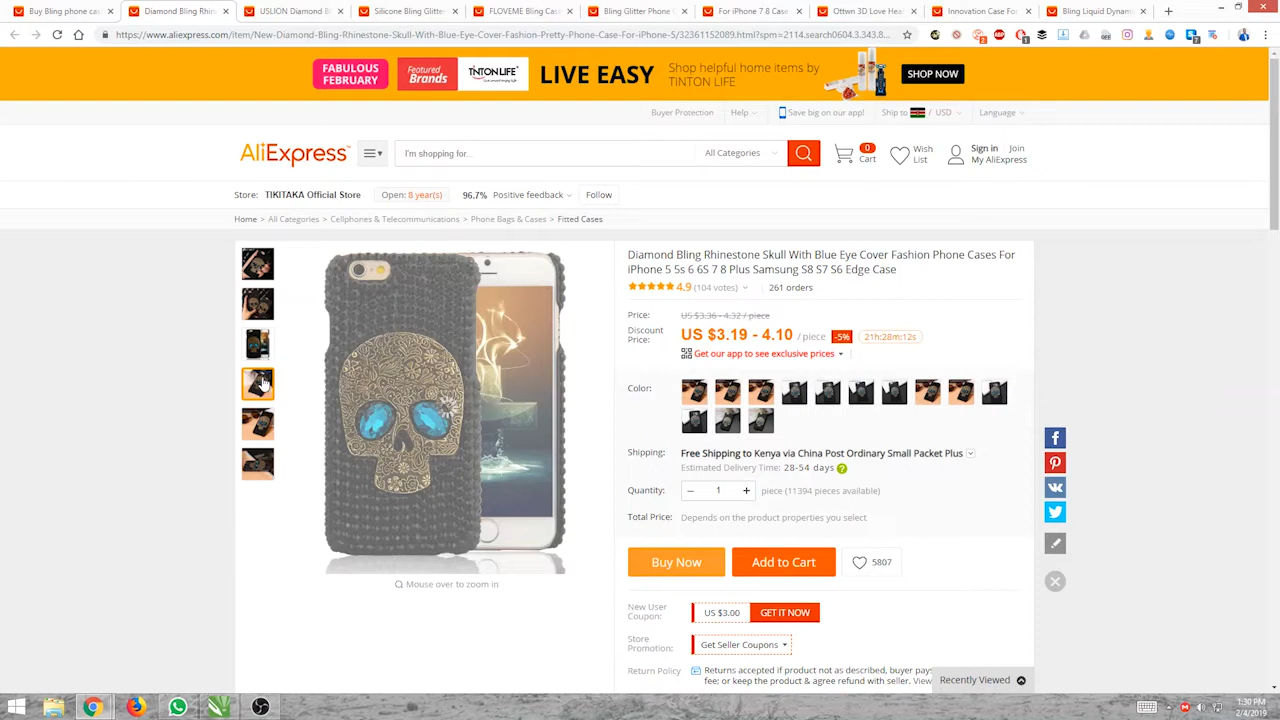 Buy Bling phone ca
Diamond Bling Rhin
USLION Diamond B
Silicone Bling Glitter
FLOVEME Bling Case
Bling Glitter Phone
For iPhone 7 8 Case
Ottwn 3D Love Hea
Innovation Case For
Bling Liquid Dynam
https://www.aliexpress.com/item/New-Diamond-Bling-Rhinestone-Skull-With-Blue-Eye-Cover-Fashion-Pretty-Phone-Case-For-iPhone-5/32361152089.html?spm=2114.search0604.3.343.8...
FABULOUS
FEBRUARY
Featured
Brands
TINTON LIFE
LIVE EASY
Shop helpful home items by
TINTON LIFE
SHOP NOW
Buyer Protection
Help
Save big on our app!
Ship to / USD
Language
AliExpress
I'm shopping for...
All Categories
0
Cart
Wish
List
Sign in Join
My AliExpress
Store: TIKITAKA Official Store Open: 8 year(s) 96.7% Positive feedback Follow
Home > All Categories > Cellphones & Telecommunications > Phone Bags & Cases > Fitted Cases
Diamond Bling Rhinestone Skull With Blue Eye Cover Fashion Phone Cases For
iPhone 5 5s 6 6S 7 8 Plus Samsung S8 S7 S6 Edge Case
4.9 (104 votes) 261 orders
Price: US $3.36 - 4.32 / piece
Discount
Price:
US $3.19 - 4.10 / piece -5% 21h:28m:12s
Get our app to see exclusive prices
Color:
Shipping: Free Shipping to Kenya via China Post Ordinary Small Packet Plus
Estimated Delivery Time: 28-54 days ?
Quantity: – 1 + piece (11394 pieces available)
Total Price: Depends on the product properties you select
Buy Now Add to Cart 5807
Mouse over to zoom in
New User
Coupon:
US $3.00 GET IT NOW
Store
Promotion:
Get Seller Coupons
Return Policy
Returns accepted if product not as described, buyer pays
fee; or keep the product & agree refund with seller. View
Recently Viewed
1:30 PM
2/4/2019